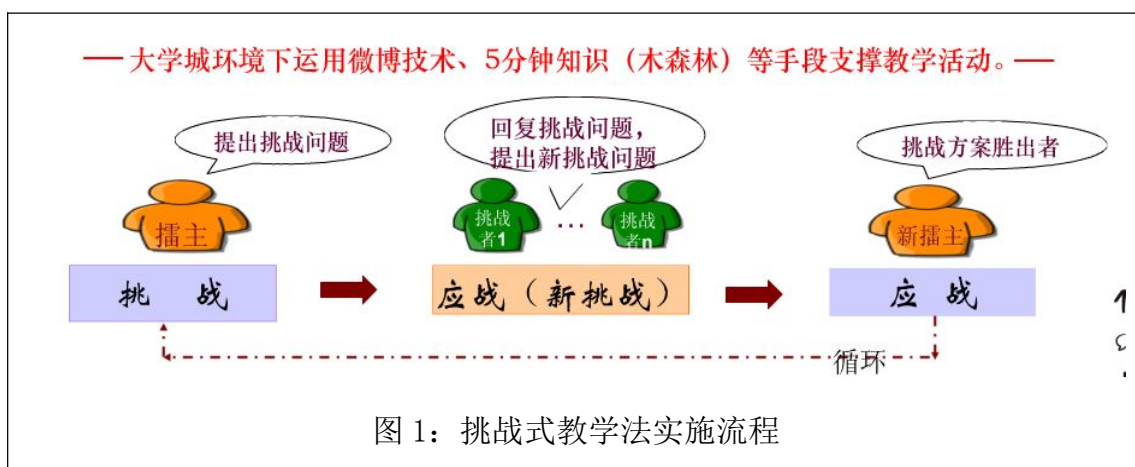 大学城环境下运用微博技术、5分钟知识（木森林）等手段支撑教学活动。
提出挑战问题
回复挑战问题，
提出新挑战问题
挑战方案胜出者
擂主
挑战
者1
…
挑战
者n
新擂主
挑 战
应战（新挑战）
应 战
循环
图 1：挑战式教学法实施流程